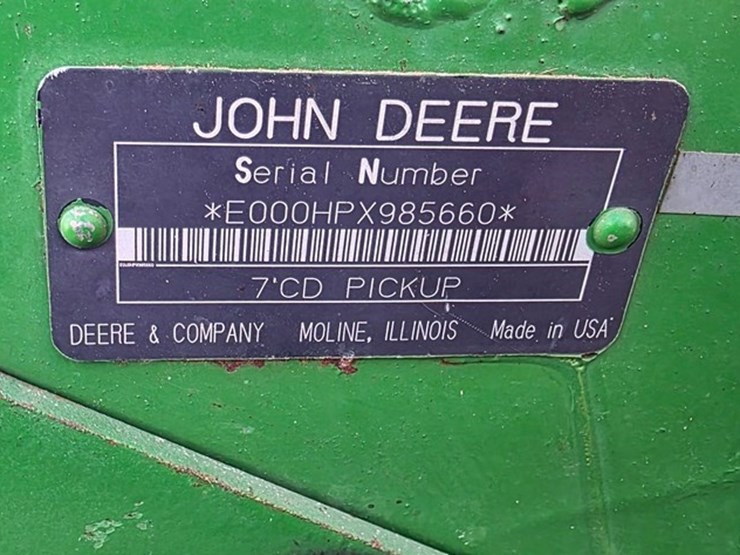 JOHN DEERE
Serial Number
*E000HPX985660*
7'CD PICKUP
DEERE & COMPANY MOLINE, ILLINOIS Made in USA